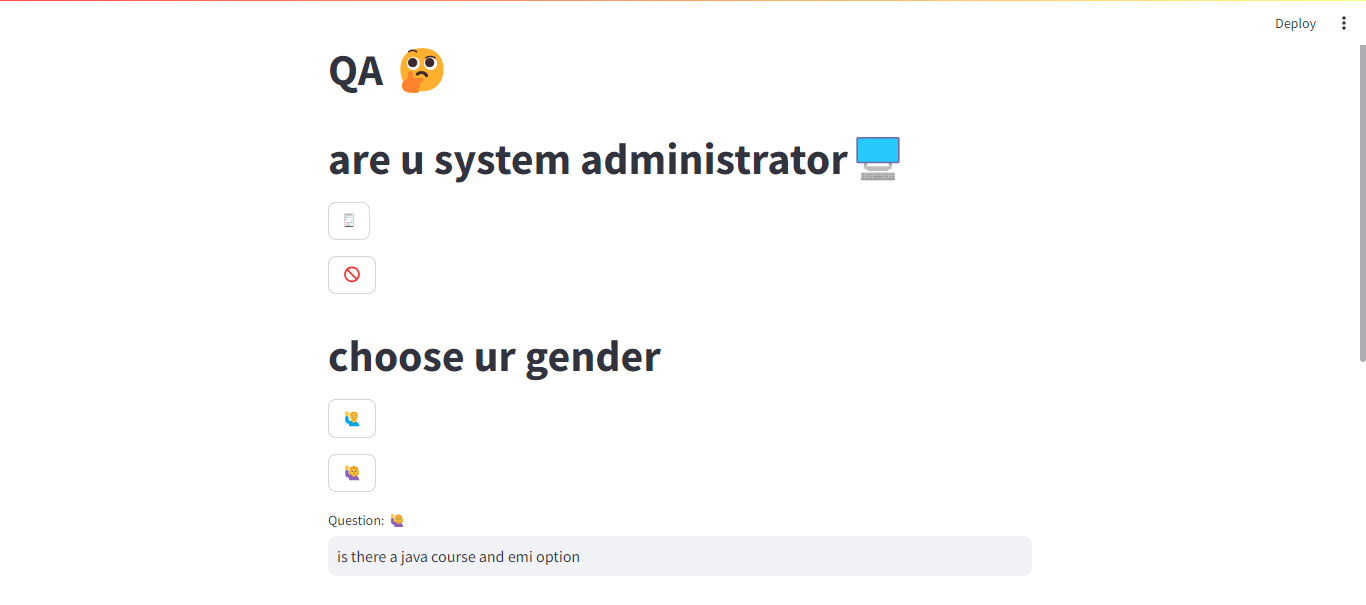 Deploy
QA 🤔
are u system administrator 🖥️
choose ur gender
Question: 🙋‍♀️
is there a java course and emi option